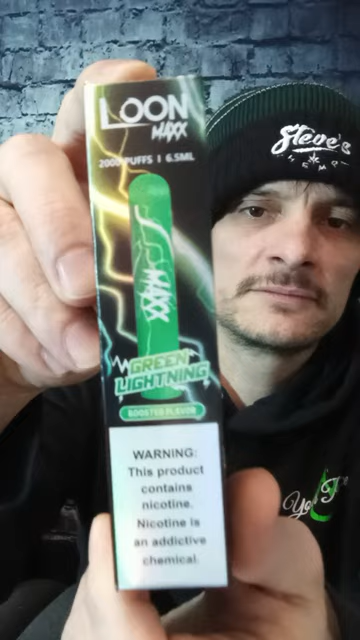 LOON
MAXX
2000 PUFFS | 6.5ML
MAXX
GREEN
LIGHTNING
BOOSTED FLAVOR
WARNING:
This product
contains
nicotine.
Nicotine is
an addictive
chemical.
Steve's
HEMP